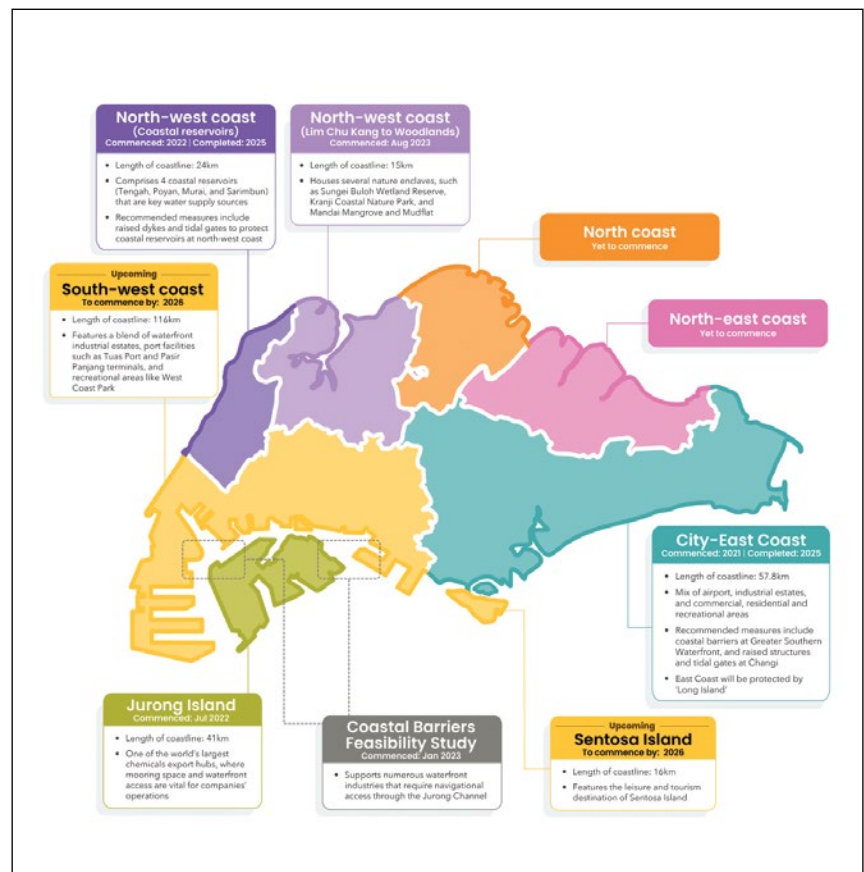 North-west coast
(Coastal reservoirs)
Commenced: 2022 | Completed: 2025
• Length of coastline: 24km
• Comprises 4 coastal reservoirs
(Tengah, Poyan, Murai, and Sarimbun)
that are key water supply sources
• Recommended measures include
raised dykes and tidal gates to protect
coastal reservoirs at north-west coast
North-west coast
(Lim Chu Kang to Woodlands)
Commenced: Aug 2023
• Length of coastline: 15km
• Houses several nature enclaves, such
as Sungei Buloh Wetland Reserve,
Kranji Coastal Nature Park, and
Mandai Mangrove and Mudflat
North coast
Yet to commence
Upcoming
South-west coast
To commence by: 2026
• Length of coastline: 116km
• Features a blend of waterfront
industrial estates, port facilities
such as Tuas Port and Pasir
Panjang terminals, and
recreational areas like West
Coast Park
North-east coast
Yet to commence
City-East Coast
Commenced: 2021 | Completed: 2025
• Length of coastline: 57.8km
• Mix of airport, industrial estates,
and commercial, residential and
recreational areas
• Recommended measures include
coastal barriers at Greater Southern
Waterfront, and raised structures
and tidal gates at Changi
• East Coast will be protected by
'Long Island'
Jurong Island
Commenced: Jul 2022
• Length of coastline: 41km
• One of the world's largest
chemicals export hubs, where
mooring space and waterfront
access are vital for companies'
operations
Coastal Barriers
Feasibility Study
Commenced: Jan 2023
• Supports numerous waterfront
industries that require navigational
access through the Jurong Channel
Upcoming
Sentosa Island
To commence by: 2026
• Length of coastline: 16km
• Features the leisure and tourism
destination of Sentosa Island